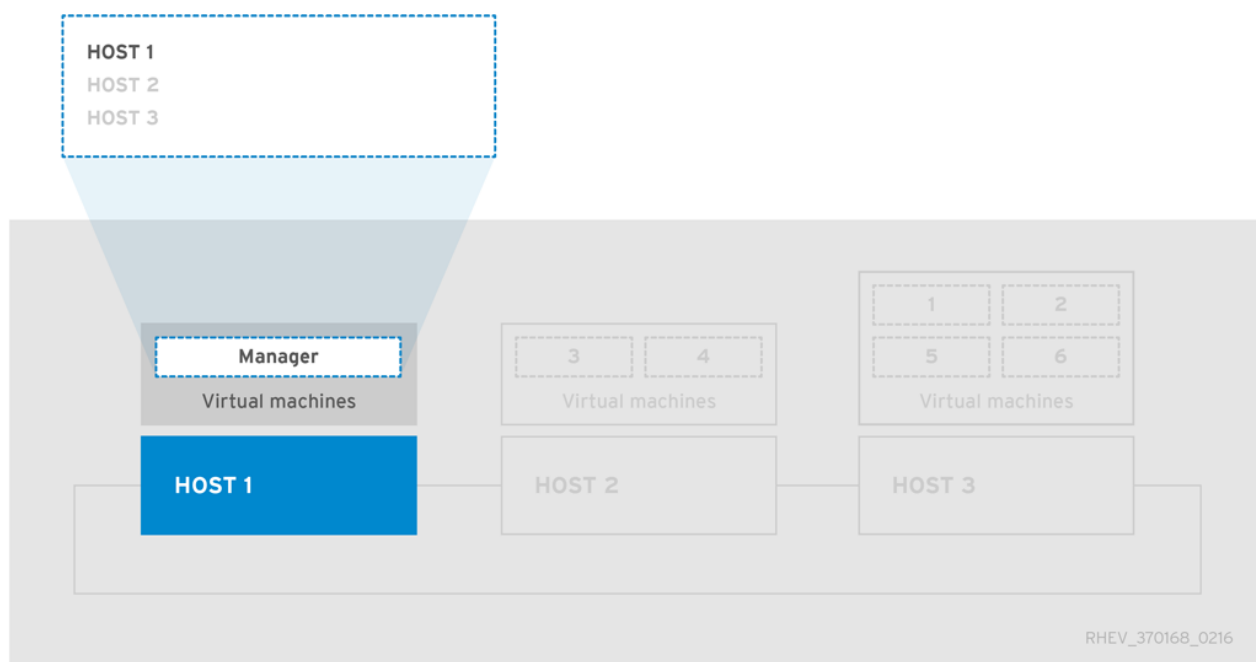 HOST 1
HOST 2
HOST 3
1 2
Manager 3 4 5 6
Virtual machines Virtual machines Virtual machines
HOST 1 HOST 2 HOST 3
RHEV_370168_0216